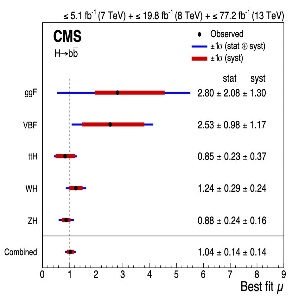 ≤ 5.1 fb⁻¹ (7 TeV) + ≤ 19.8 fb⁻¹ (8 TeV) + ≤ 77.2 fb⁻¹ (13 TeV)
CMS
H→bb̄
Observed
±1σ (stat ⊕ syst)
±1σ (syst)
stat syst
ggF 2.80 ± 2.08 ± 1.30
VBF 2.53 ± 0.98 ± 1.17
ttH 0.85 ± 0.23 ± 0.37
WH 1.24 ± 0.29 ± 0.24
ZH 0.88 ± 0.24 ± 0.16
Combined 1.04 ± 0.14 ± 0.14
0 1 2 3 4 5 6 7 8 9
Best fit μ